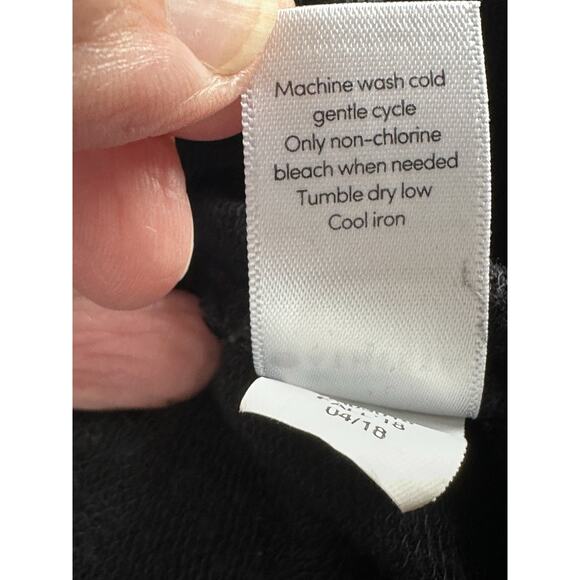 Machine wash cold
gentle cycle
Only non-chlorine
bleach when needed
Tumble dry low
Cool iron
04/18